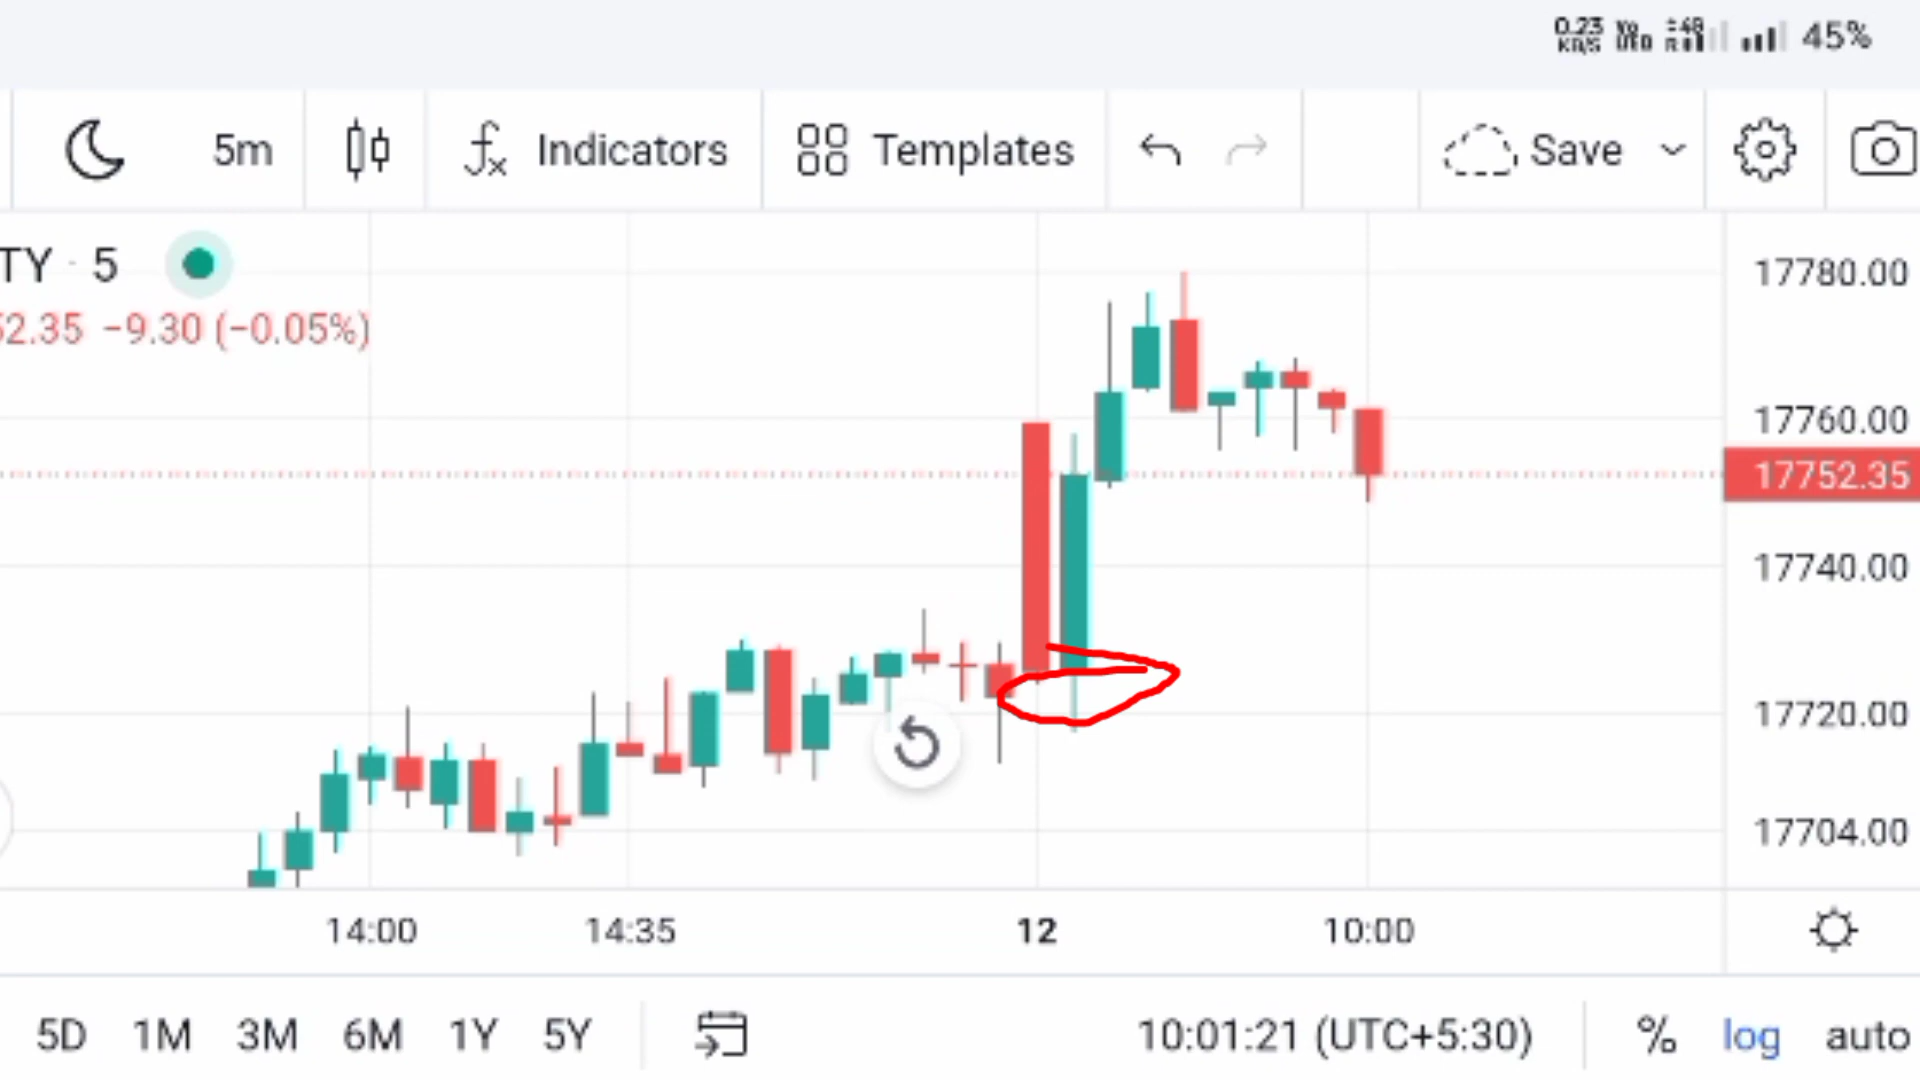 45%
5m Indicators Templates Save
TY · 5
52.35 −9.30 (−0.05%)
17780.00
17760.00
17752.35
17740.00
17720.00
17704.00
14:00 14:35 12 10:00
5D 1M 3M 6M 1Y 5Y 10:01:21 (UTC+5:30) % log auto